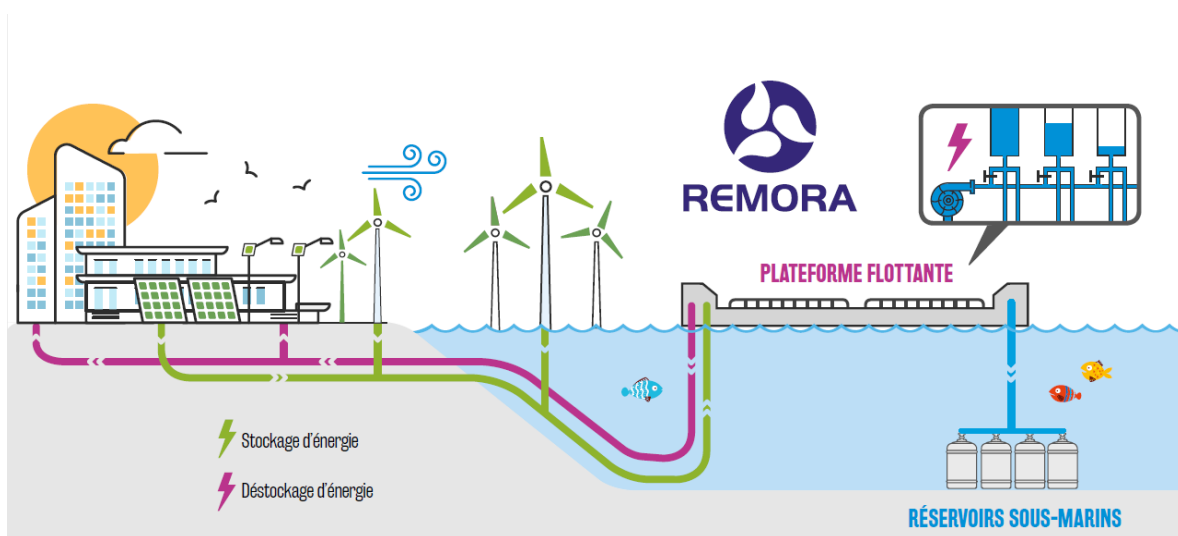 REMORA
PLATEFORME FLOTTANTE
Stockage d'énergie
Déstockage d'énergie
RÉSERVOIRS SOUS-MARINS